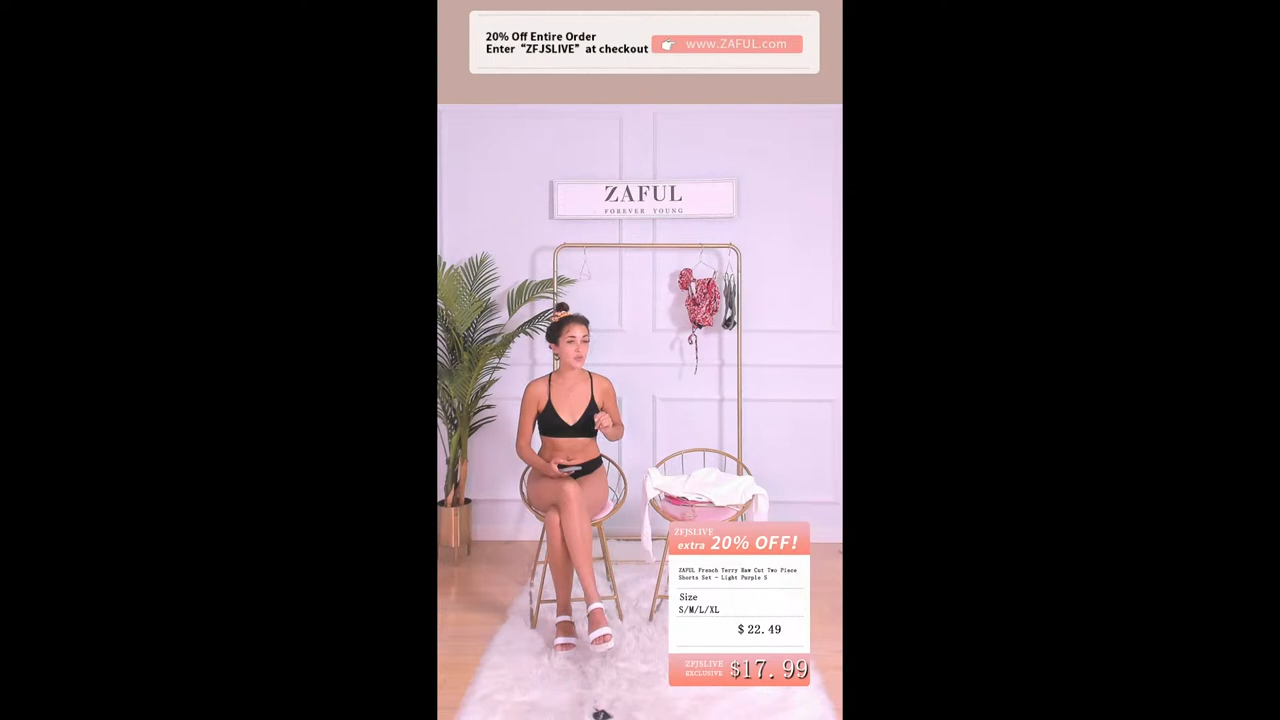 20% Off Entire Order
Enter “ZFJSLIVE” at checkout
www.ZAFUL.com
ZAFUL
FOREVER YOUNG
ZFJSLIVE
extra 20% OFF!
ZAFUL French Terry Raw Cut Two Piece
Shorts Set - Light Purple S
Size
S/M/L/XL
$22.49
ZFJSLIVE
EXCLUSIVE
$17.99